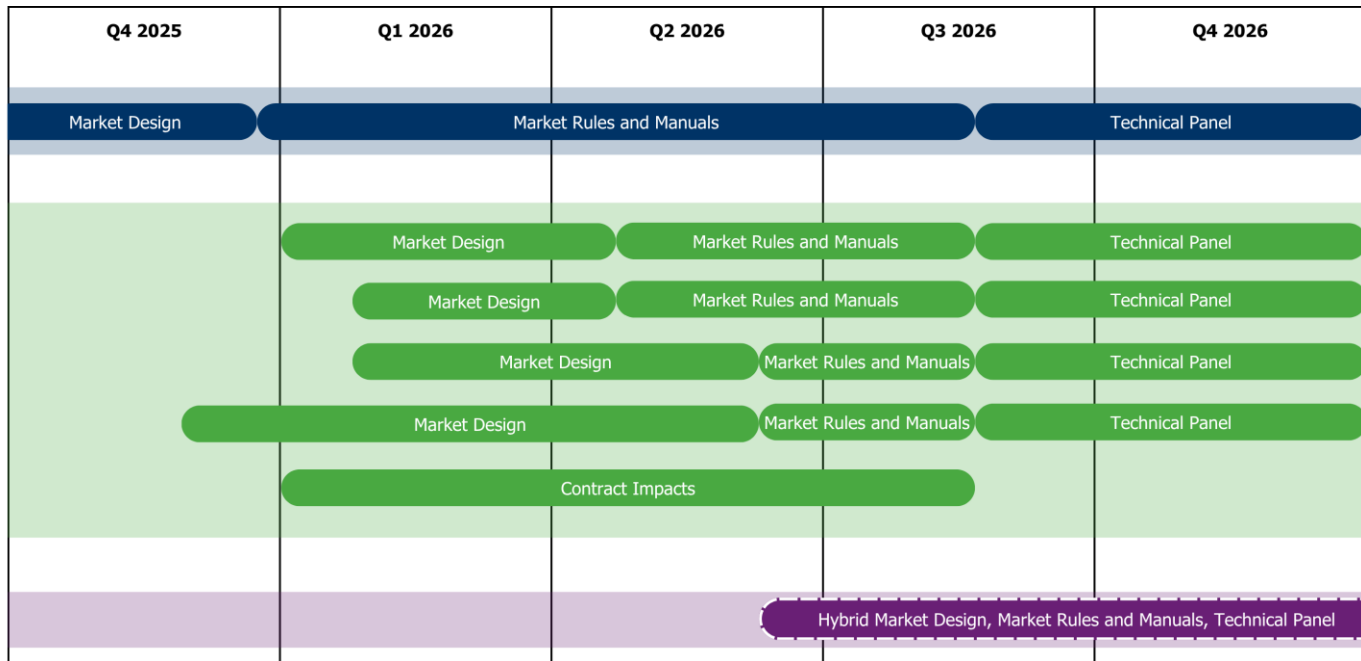 Q4 2025 Q1 2026 Q2 2026 Q3 2026 Q4 2026
Market Design Market Rules and Manuals Technical Panel
Market Design Market Rules and Manuals Technical Panel
Market Design Market Rules and Manuals Technical Panel
Market Design Market Rules and Manuals Technical Panel
Market Design Market Rules and Manuals Technical Panel
Contract Impacts
Hybrid Market Design, Market Rules and Manuals, Technical Panel